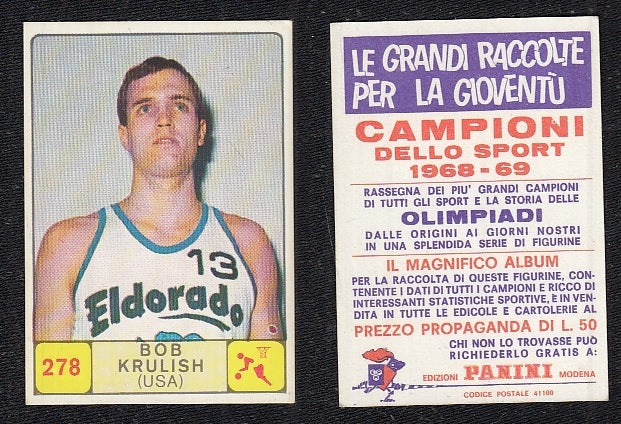 13
Eldorado
278
BOB
KRULISH
(USA)
LE GRANDI RACCOLTE
PER LA GIOVENTÙ
CAMPIONI
DELLO SPORT
1968-69
RASSEGNA DEI PIU' GRANDI CAMPIONI
DI TUTTI GLI SPORT E LA STORIA DELLE
OLIMPIADI
DALLE ORIGINI AI GIORNI NOSTRI
IN UNA SPLENDIDA SERIE DI FIGURINE
IL MAGNIFICO ALBUM
PER LA RACCOLTA DI QUESTE FIGURINE, CON-
TENENTE I DATI DI TUTTI I CAMPIONI E RICCO DI
INTERESSANTI STATISTICHE SPORTIVE, È IN VEN-
DITA IN TUTTE LE EDICOLE E CARTOLERIE AL
PREZZO PROPAGANDA DI L. 50
CHI NON LO TROVASSE PUÒ
RICHIEDERLO GRATIS A:
EDIZIONI PANINI MODENA
CODICE POSTALE 41100